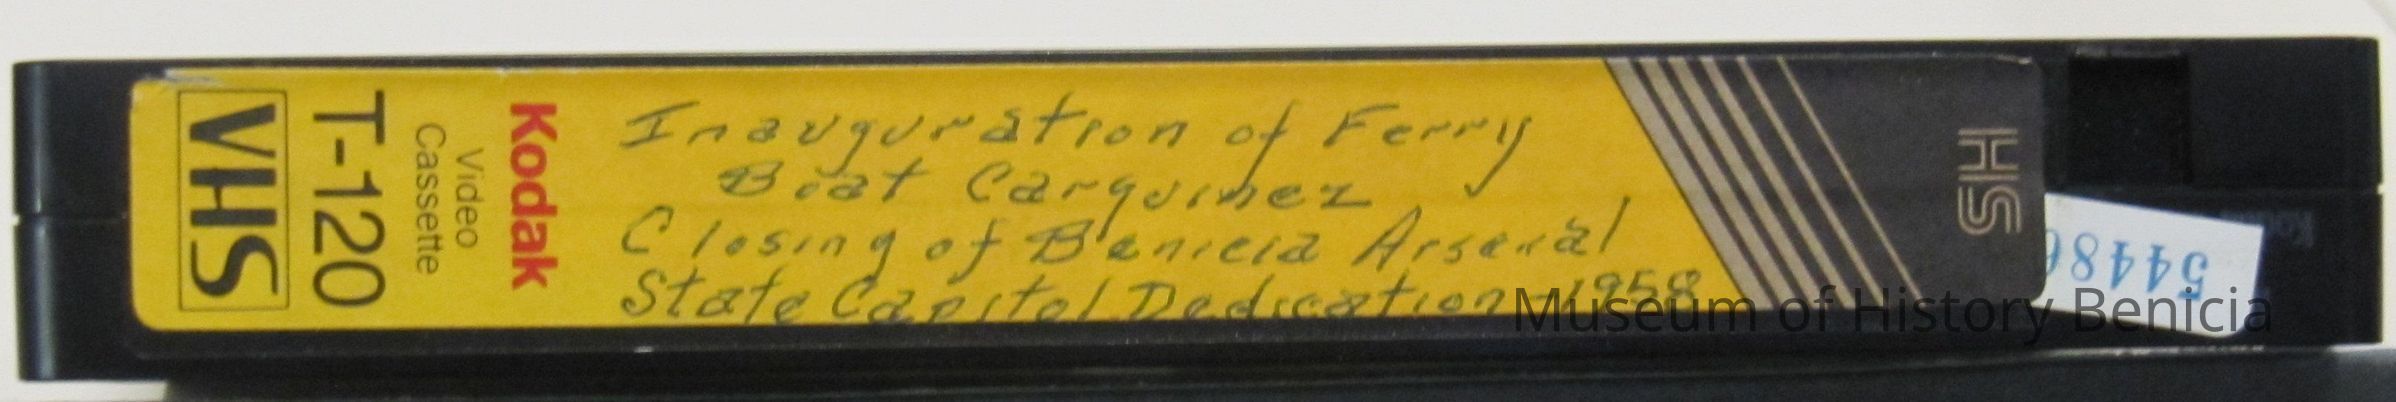 VHS
T-120
Video
Cassette
Kodak
Inauguration of Ferry
Boat Carquinez
Closing of Benicia Arsenal
State Capitol Dedication - 1958
HS
Museum of History Benicia